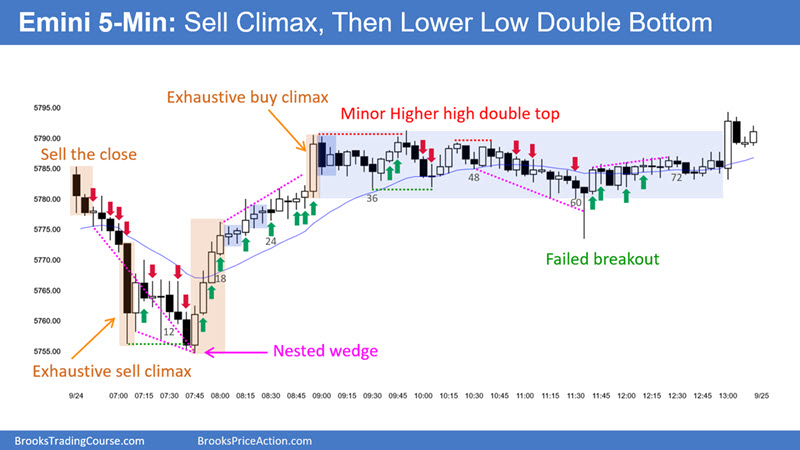 Emini 5-Min: Sell Climax, Then Lower Low Double Bottom
5795.00
5790.00
5785.00
5780.00
5775.00
5770.00
5765.00
5760.00
5755.00
Sell the close
Exhaustive buy climax
Minor Higher high double top
Exhaustive sell climax
Nested wedge
Failed breakout
12
18
24
36
48
60
72
9/24 07:00 07:15 07:30 07:45 08:00 08:15 08:30 08:45 09:00 09:15 09:30 09:45 10:00 10:15 10:30 10:45 11:00 11:15 11:30 11:45 12:00 12:15 12:30 12:45 13:00 9/25
BrooksTradingCourse.com BrooksPriceAction.com